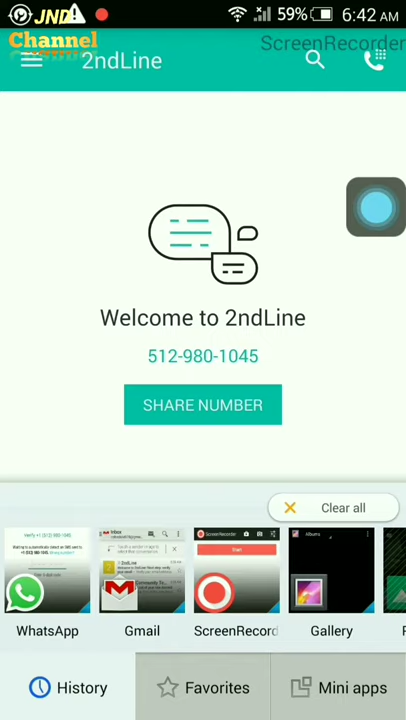 JND
59% 6:42 AM
Channel
ScreenRecorder
2ndLine
Welcome to 2ndLine
512-980-1045
SHARE NUMBER
Clear all
WhatsApp
Gmail
ScreenRecord
Gallery
History
Favorites
Mini apps